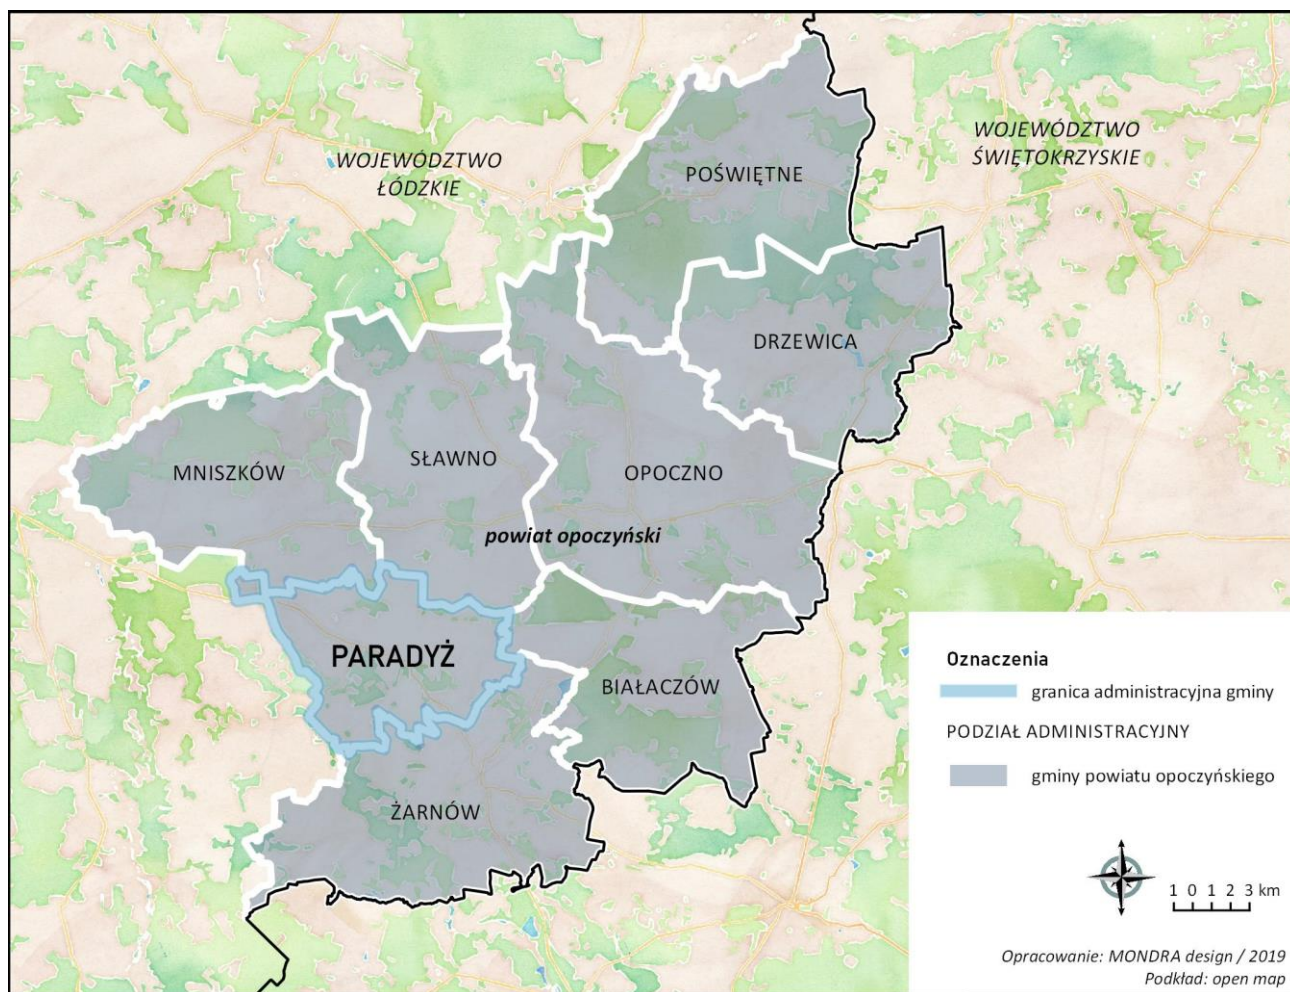 WOJEWÓDZTWO
ŁÓDZKIE
WOJEWÓDZTWO
ŚWIĘTOKRZYSKIE
POŚWIĘTNE
DRZEWICA
MNISZKÓW
SŁAWNO
OPOCZNO
powiat opoczyński
PARADYŻ
BIAŁACZÓW
ŻARNÓW
Oznaczenia
granica administracyjna gminy
PODZIAŁ ADMINISTRACYJNY
gminy powiatu opoczyńskiego
1 0 1 2 3 km
Opracowanie: MONDRA design / 2019
Podkład: open map